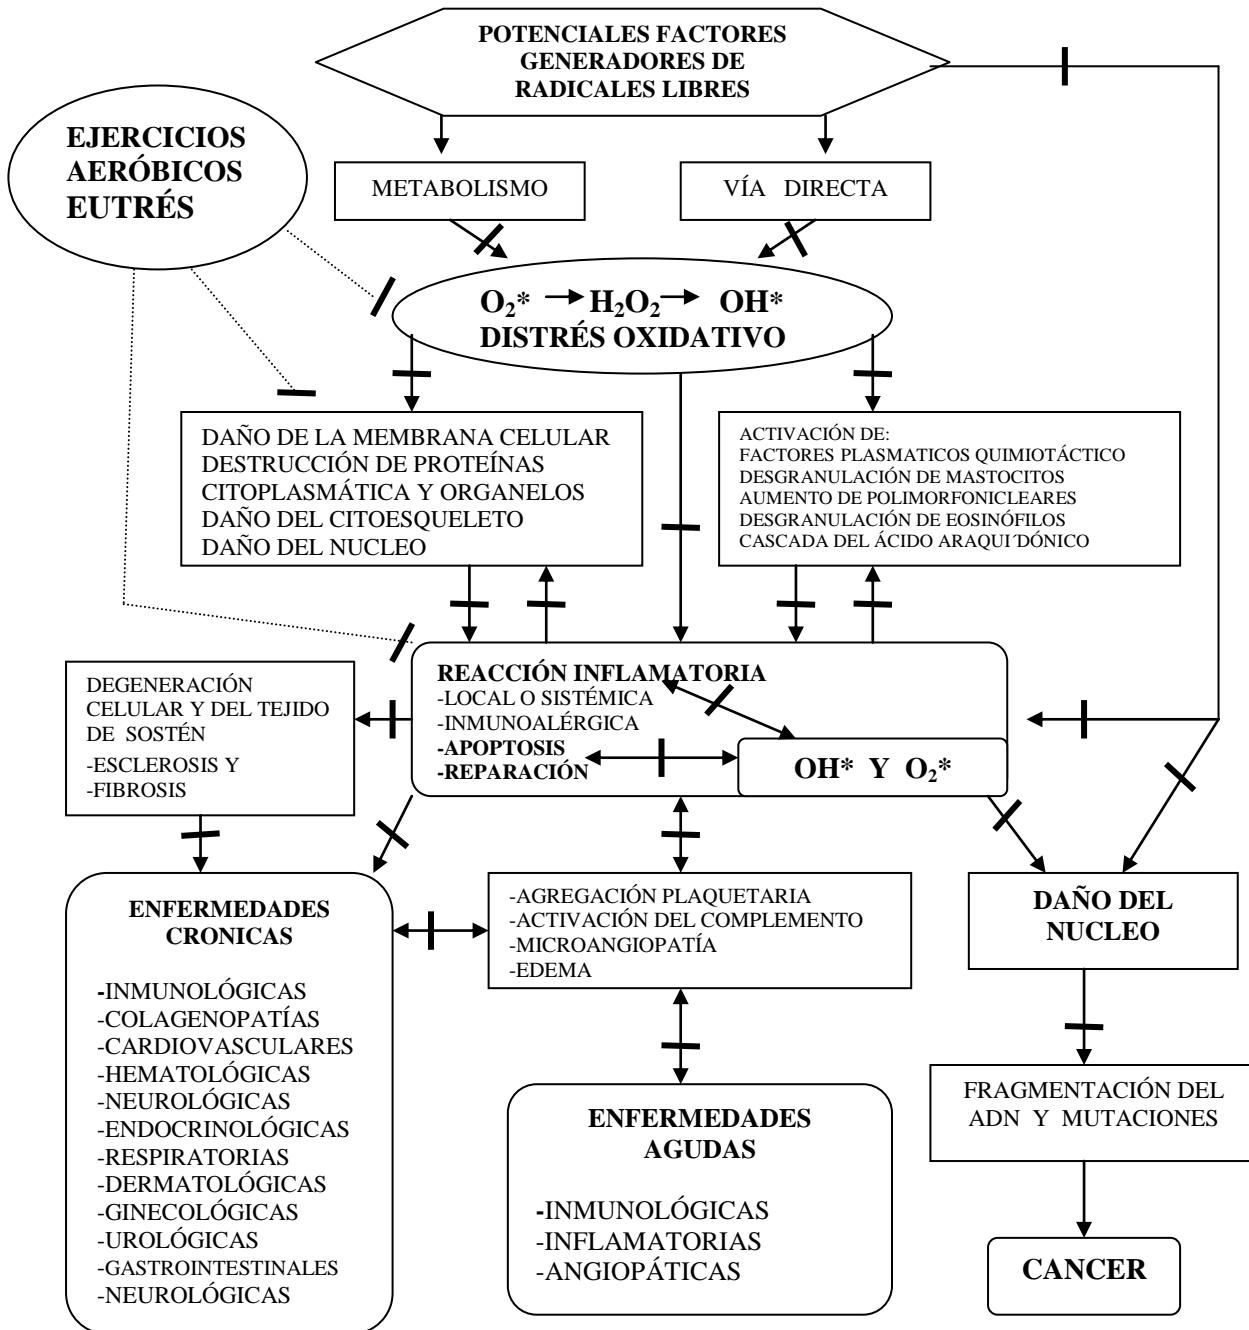 POTENCIALES FACTORES
GENERADORES DE
RADICALES LIBRES
EJERCICIOS
AERÓBICOS
EUTRÉS
METABOLISMO
VÍA DIRECTA
O₂* → H₂O₂ → OH*
DISTRÉS OXIDATIVO
DAÑO DE LA MEMBRANA CELULAR
DESTRUCCIÓN DE PROTEÍNAS
CITOPLASMÁTICA Y ORGANELOS
DAÑO DEL CITOESQUELETO
DAÑO DEL NUCLEO
ACTIVACIÓN DE:
FACTORES PLASMATICOS QUIMIOTÁCTICO
DESGRANULACIÓN DE MASTOCITOS
AUMENTO DE POLIMORFONICLEARES
DESGRANULACIÓN DE EOSINÓFILOS
CASCADA DEL ÁCIDO ARAQUI´DÓNICO
REACCIÓN INFLAMATORIA
-LOCAL O SISTÉMICA
-INMUNOALÉRGICA
-APOPTOSIS
-REPARACIÓN
OH* Y O₂*
DEGENERACIÓN
CELULAR Y DEL TEJIDO
DE SOSTÉN
-ESCLEROSIS Y
-FIBROSIS
ENFERMEDADES
CRONICAS
-INMUNOLÓGICAS
-COLAGENOPATÍAS
-CARDIOVASCULARES
-HEMATOLÓGICAS
-NEUROLÓGICAS
-ENDOCRINOLÓGICAS
-RESPIRATORIAS
-DERMATOLÓGICAS
-GINECOLÓGICAS
-UROLÓGICAS
-GASTROINTESTINALES
-NEUROLÓGICAS
-AGREGACIÓN PLAQUETARIA
-ACTIVACIÓN DEL COMPLEMENTO
-MICROANGIOPATÍA
-EDEMA
ENFERMEDADES
AGUDAS
-INMUNOLÓGICAS
-INFLAMATORIAS
-ANGIOPÁTICAS
DAÑO DEL
NUCLEO
FRAGMENTACIÓN DEL
ADN Y MUTACIONES
CANCER